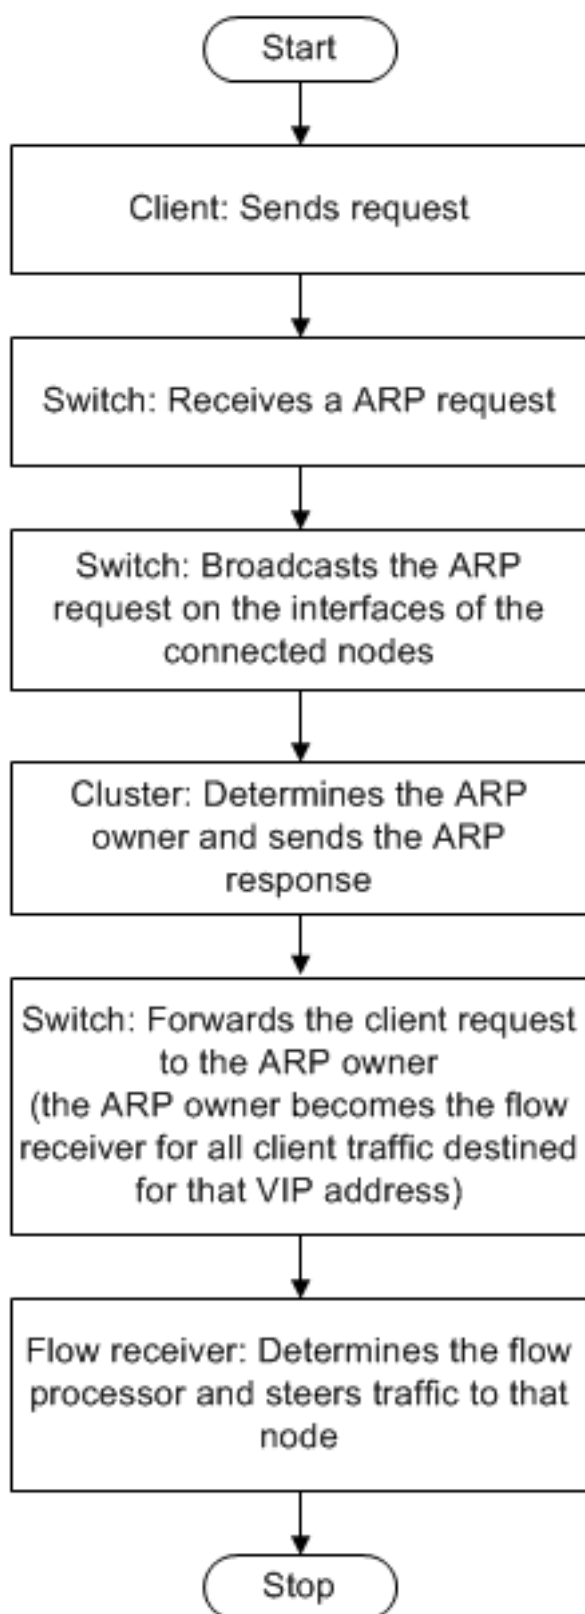 Start
Client: Sends request
Switch: Receives a ARP request
Switch: Broadcasts the ARP
request on the interfaces of the
connected nodes
Cluster: Determines the ARP
owner and sends the ARP
response
Switch: Forwards the client request
to the ARP owner
(the ARP owner becomes the flow
receiver for all client traffic destined
for that VIP address)
Flow receiver: Determines the flow
processor and steers traffic to that
node
Stop